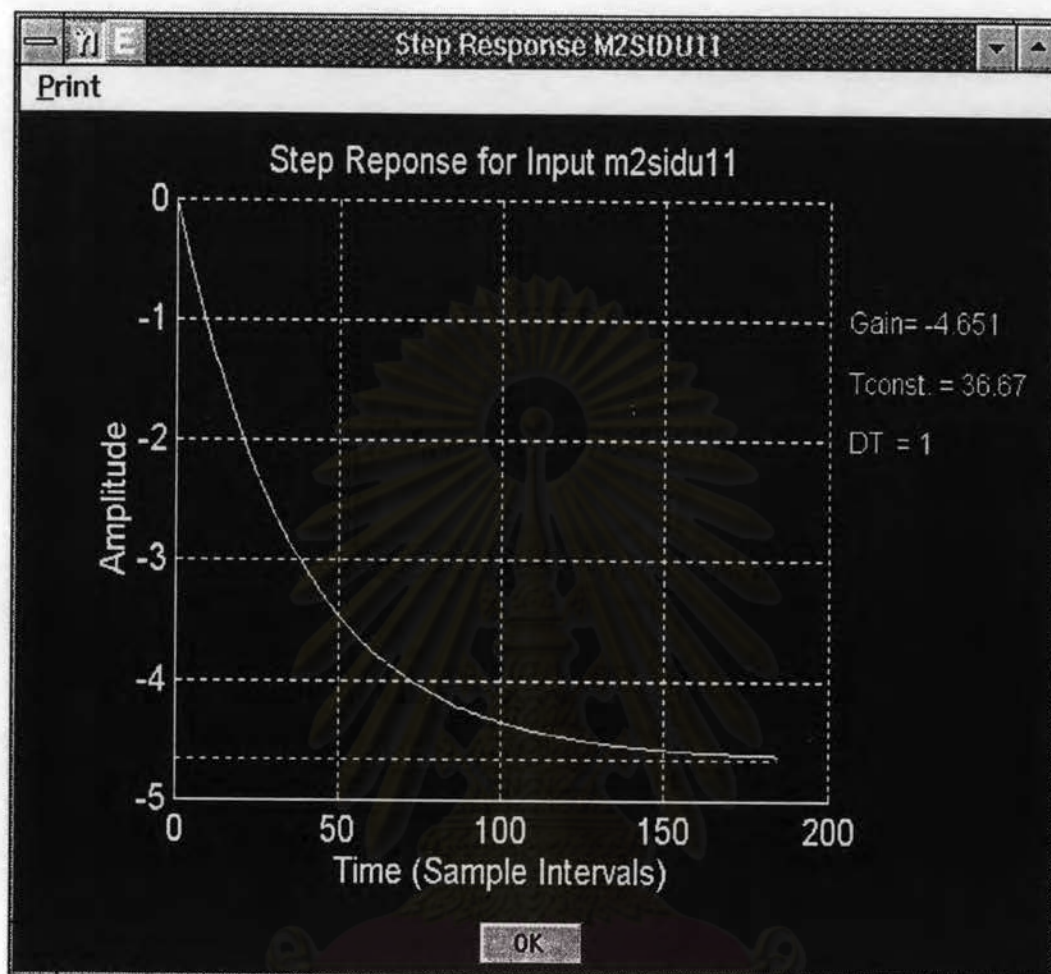 Step Response M2SIDU11
Print
Step Reponse for Input m2sidu11
0
-1
-2
-3
-4
-5
Amplitude
0 50 100 150 200
Time (Sample Intervals)
Gain= -4.651
Tconst. = 36.67
DT = 1
OK